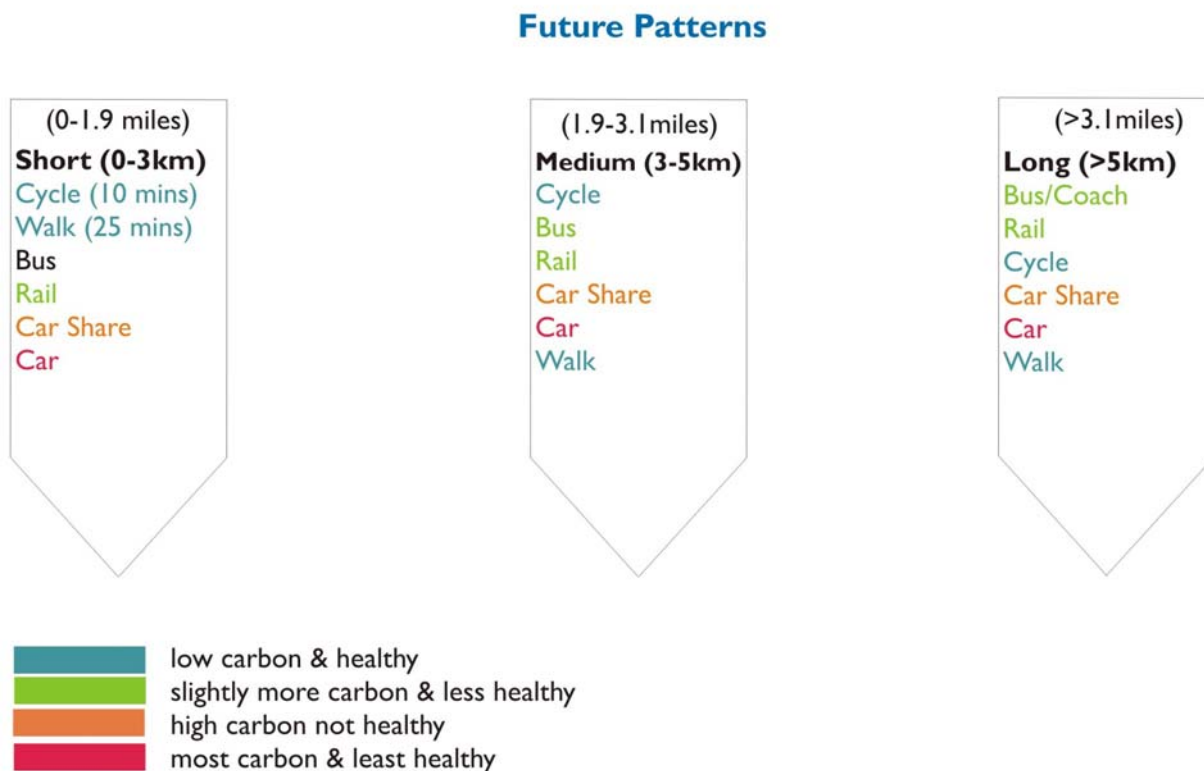 Future Patterns
(0-1.9 miles)
Short (0-3km)
Cycle (10 mins)
Walk (25 mins)
Bus
Rail
Car Share
Car
(1.9-3.1miles)
Medium (3-5km)
Cycle
Bus
Rail
Car Share
Car
Walk
(>3.1miles)
Long (>5km)
Bus/Coach
Rail
Cycle
Car Share
Car
Walk
low carbon & healthy
slightly more carbon & less healthy
high carbon not healthy
most carbon & least healthy